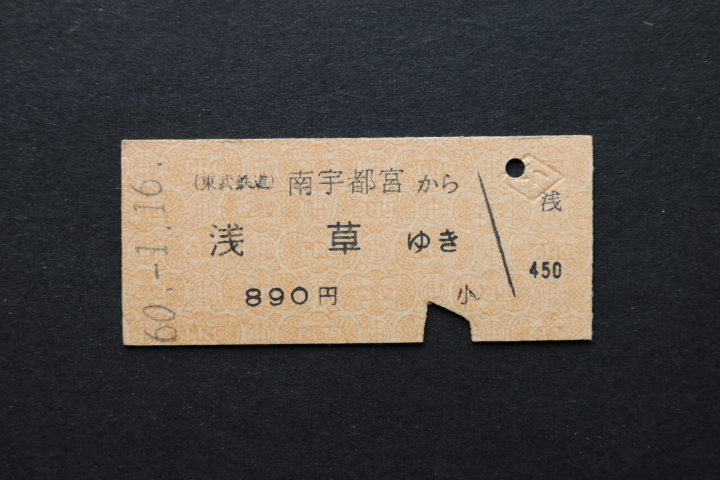 60.-1.16.
(東武鉄道) 南宇都宮から
浅草ゆき
890円
小
浅
450